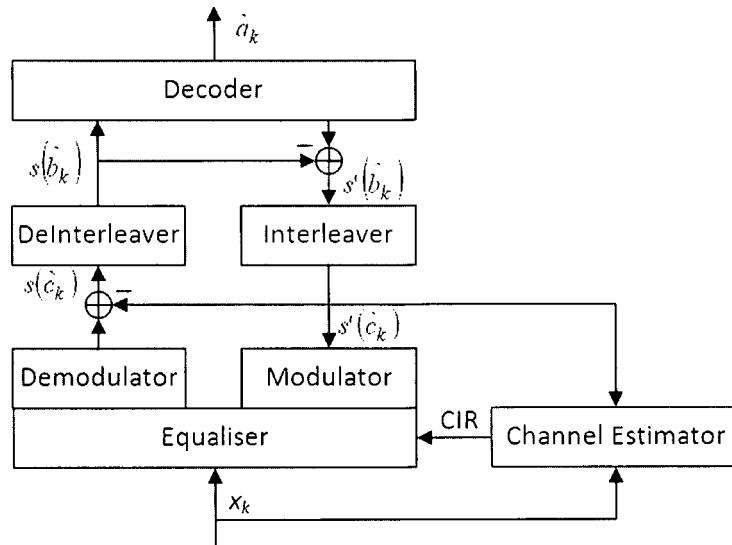 â_k
Decoder
−
s(b̂_k)
s'(b̂_k)
DeInterleaver
Interleaver
s(ĉ_k)
−
s'(ĉ_k)
Demodulator
Modulator
Equaliser
CIR
Channel Estimator
x_k